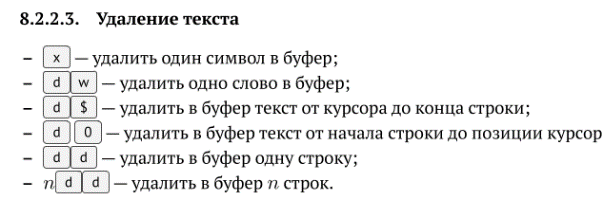 8.2.2.3. Удаление текста
– x — удалить один символ в буфер;
– d w — удалить одно слово в буфер;
– d $ — удалить в буфер текст от курсора до конца строки;
– d 0 — удалить в буфер текст от начала строки до позиции курсор
– d d — удалить в буфер одну строку;
– n d d — удалить в буфер n строк.